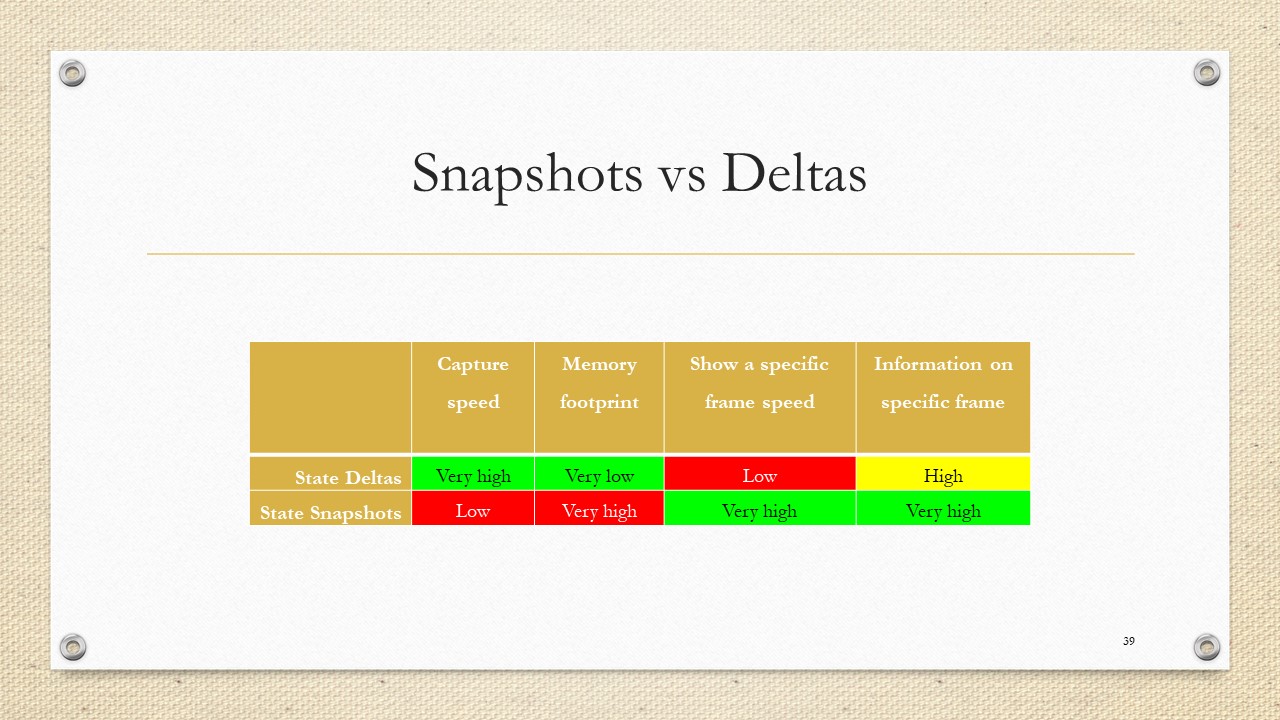 Snapshots vs Deltas
Capture speed Memory footprint Show a specific frame speed Information on specific frame
State Deltas Very high Very low Low High
State Snapshots Low Very high Very high Very high
39